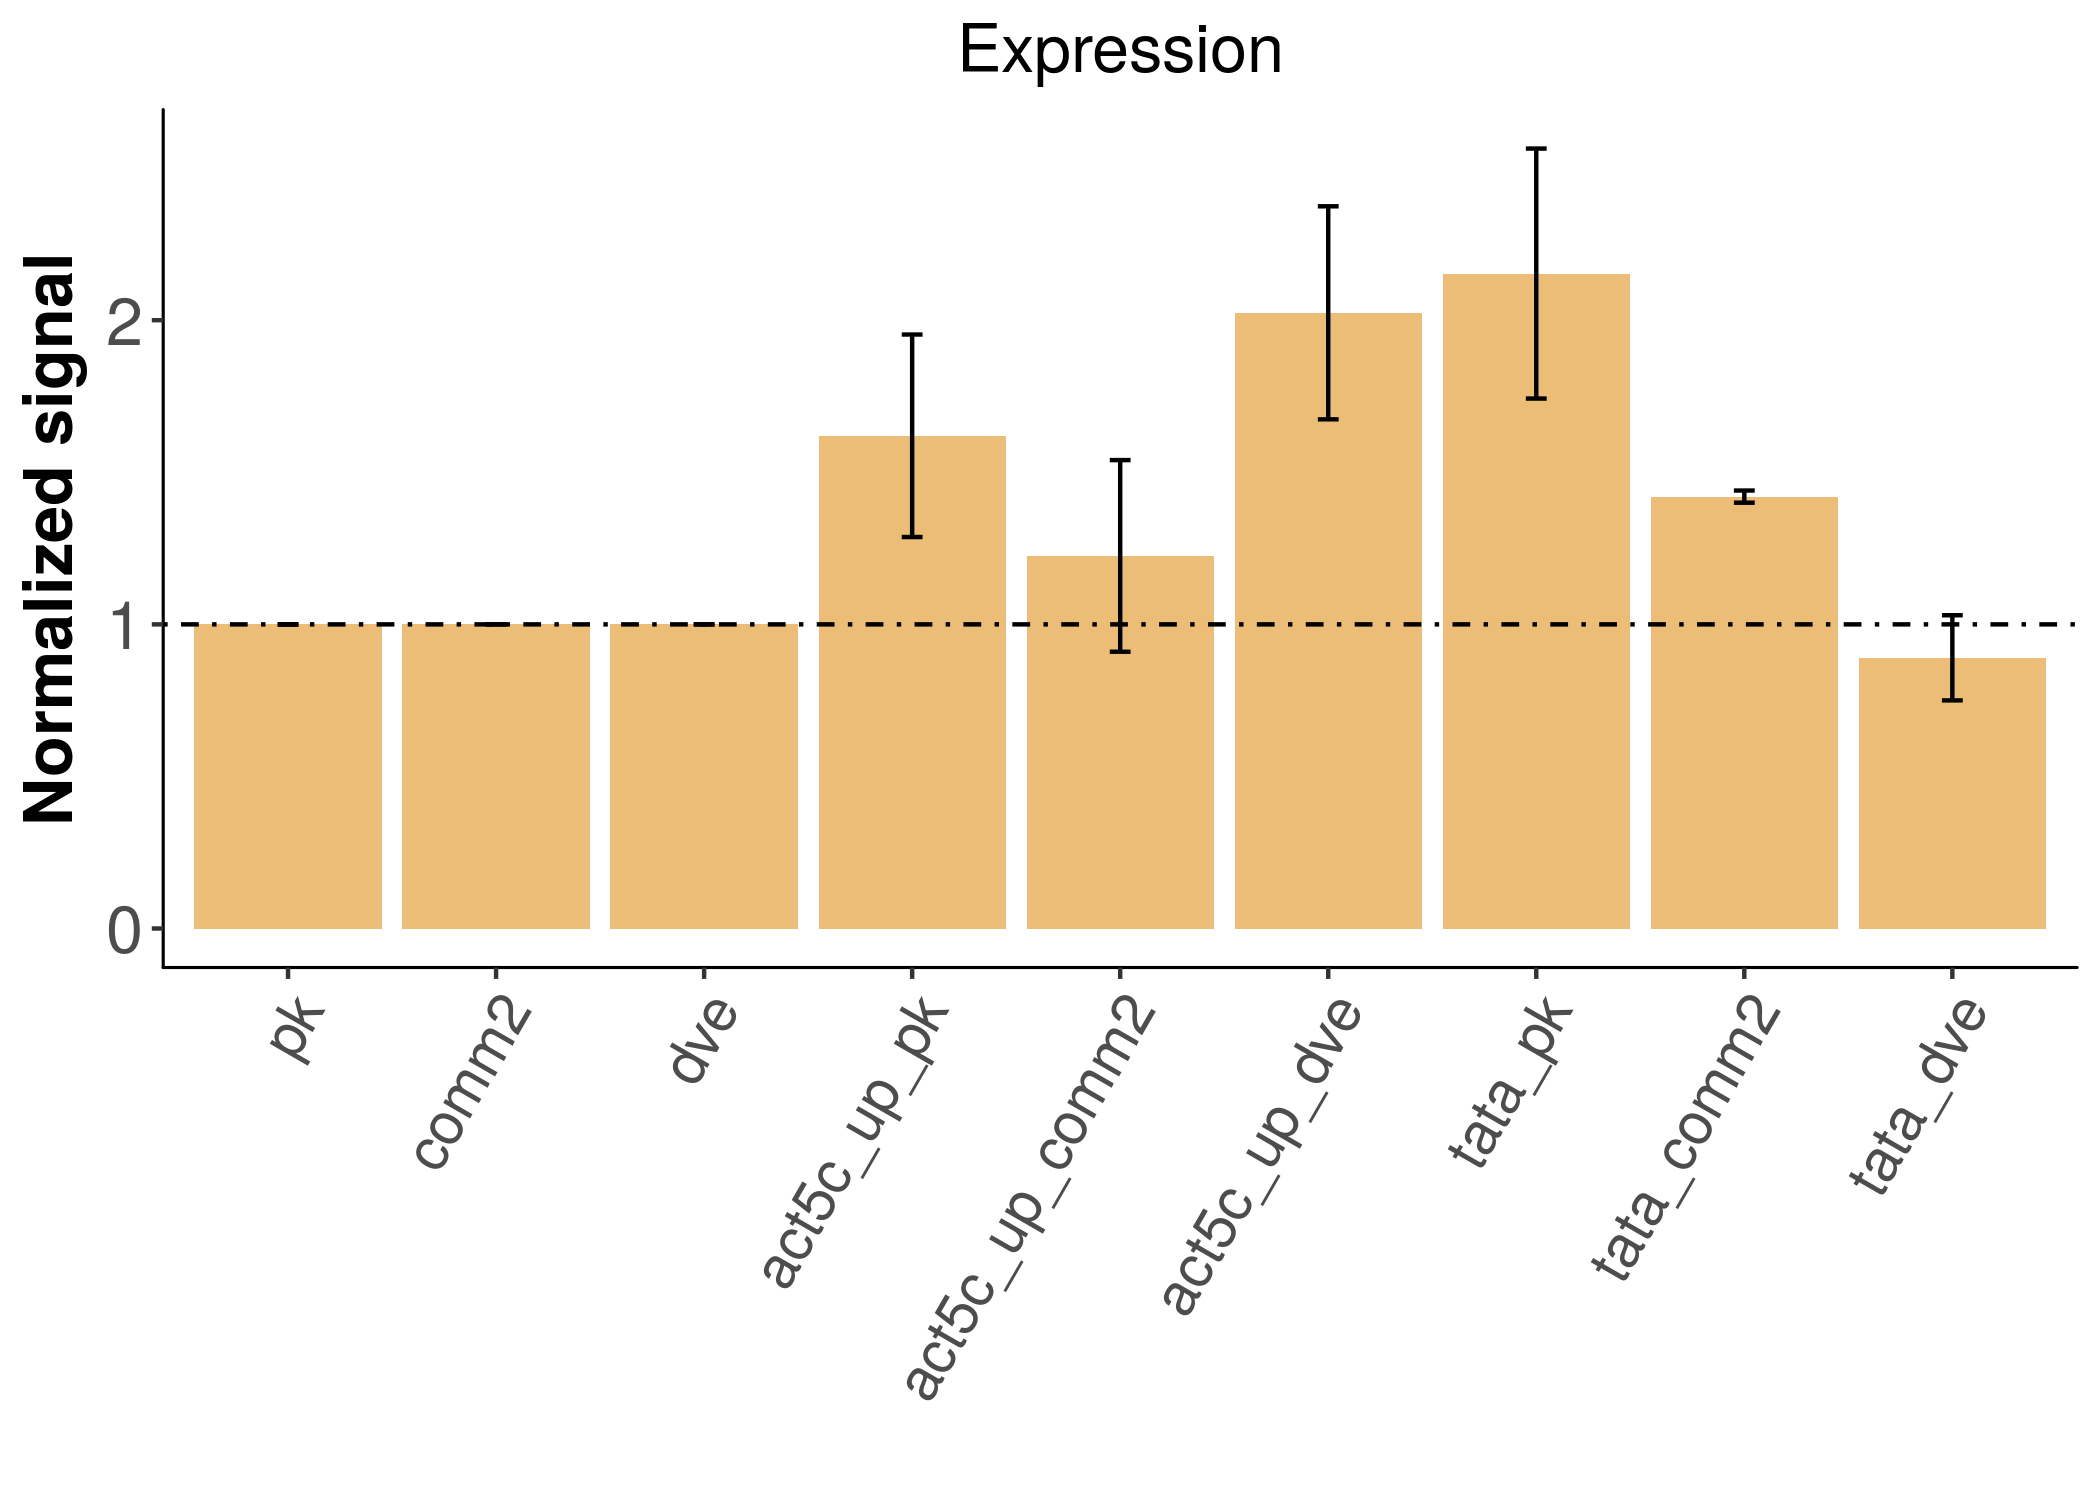 Expression
Normalized signal
2
1
0
pk
comm2
dve
act5c_up_pk
act5c_up_comm2
act5c_up_dve
tata_pk
tata_comm2
tata_dve